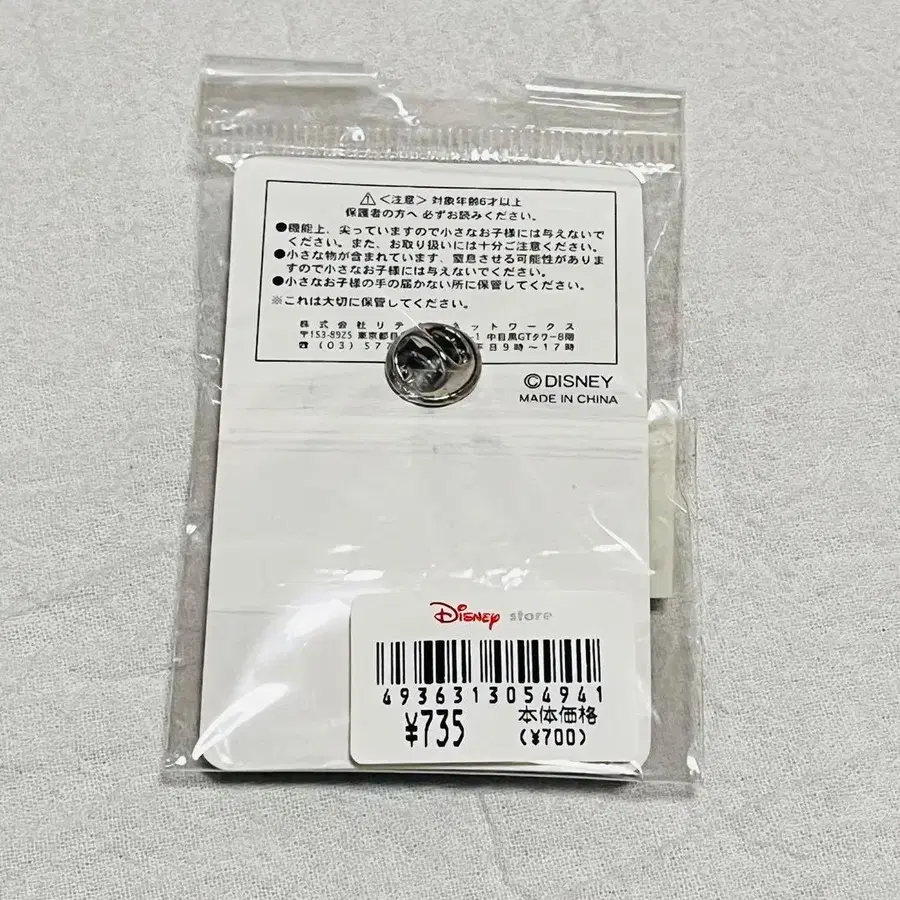 ⚠<注意> 対象年齢6才以上
保護者の方へ 必ずお読みください。
●機能上、尖っていますので小さなお子様には与えないで
ください。また、お取り扱いには十分ご注意ください。
●小さな物が含まれています、窒息させる可能性がありま
すので小さなお子様には与えないでください。
●小さなお子様の手の届かない所に保管してください。
※これは大切に保管してください。
株式会社リテ ネットワークス
〒153-8925 東京都目 -1 中目黒GTタワー8階
☎(03)577 日9時〜17時
©DISNEY
MADE IN CHINA
Disney store
4936313054941
¥735 本体価格
(¥700)